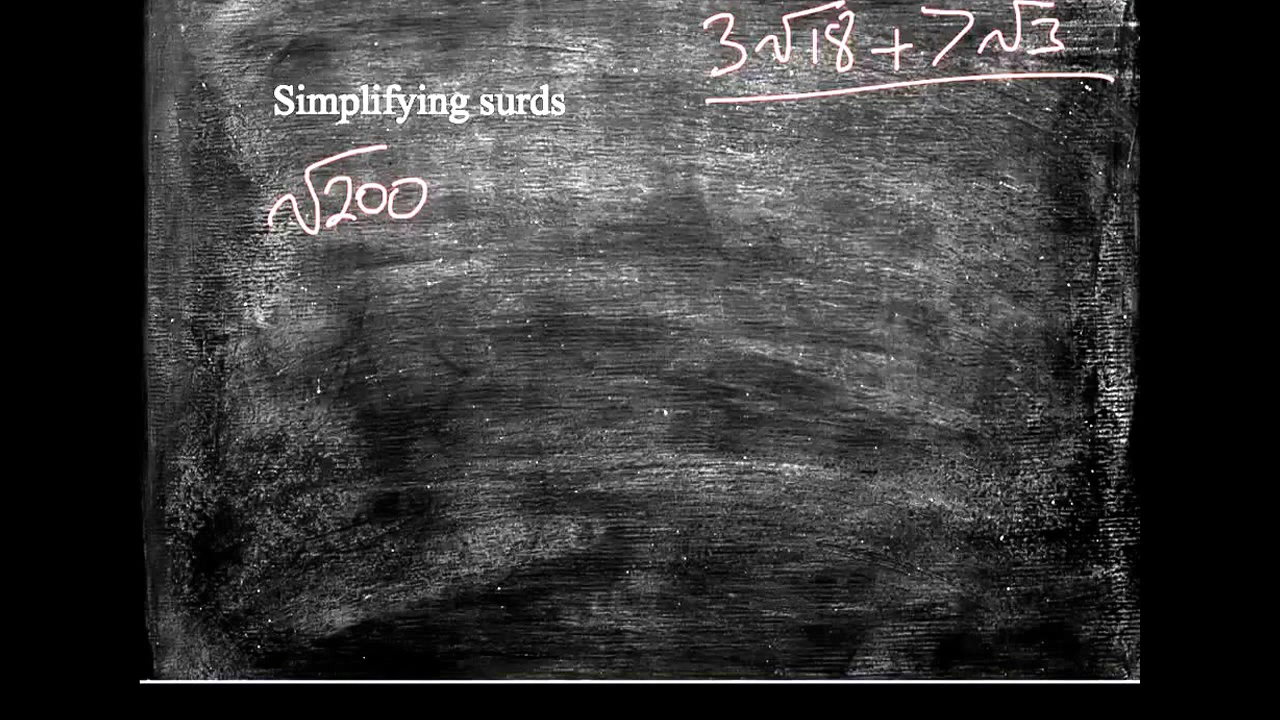 3√18 + 7√3
Simplifying surds
√200